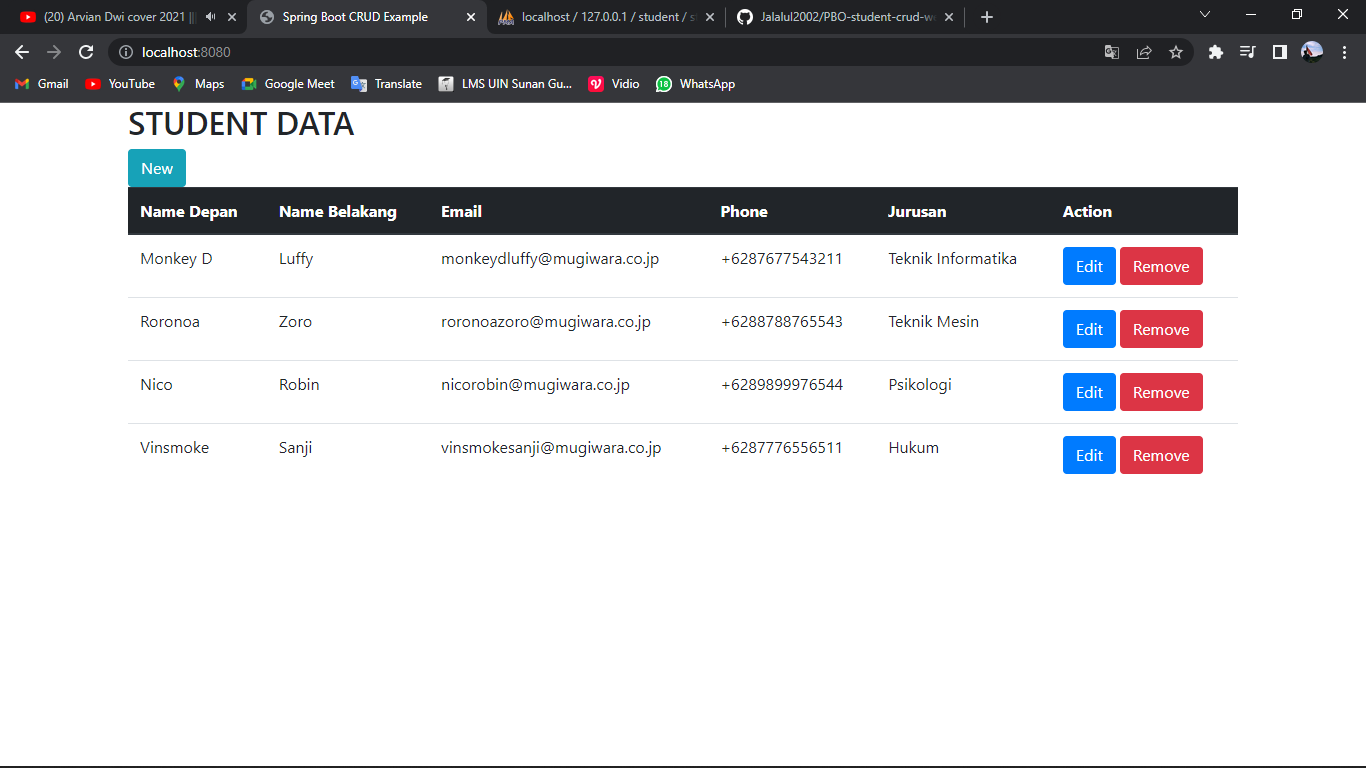 (20) Arvian Dwi cover 2021 ||
Spring Boot CRUD Example
localhost / 127.0.0.1 / student / s
Jalalul2002/PBO-student-crud-we
localhost:8080
Gmail
YouTube
Maps
Google Meet
Translate
LMS UIN Sunan Gu...
Vidio
18
WhatsApp
STUDENT DATA
New
Name Depan Name Belakang Email Phone Jurusan Action
Monkey D Luffy monkeydluffy@mugiwara.co.jp +6287677543211 Teknik Informatika Edit Remove
Roronoa Zoro roronoazoro@mugiwara.co.jp +6288788765543 Teknik Mesin Edit Remove
Nico Robin nicorobin@mugiwara.co.jp +6289899976544 Psikologi Edit Remove
Vinsmoke Sanji vinsmokesanji@mugiwara.co.jp +6287776556511 Hukum Edit Remove